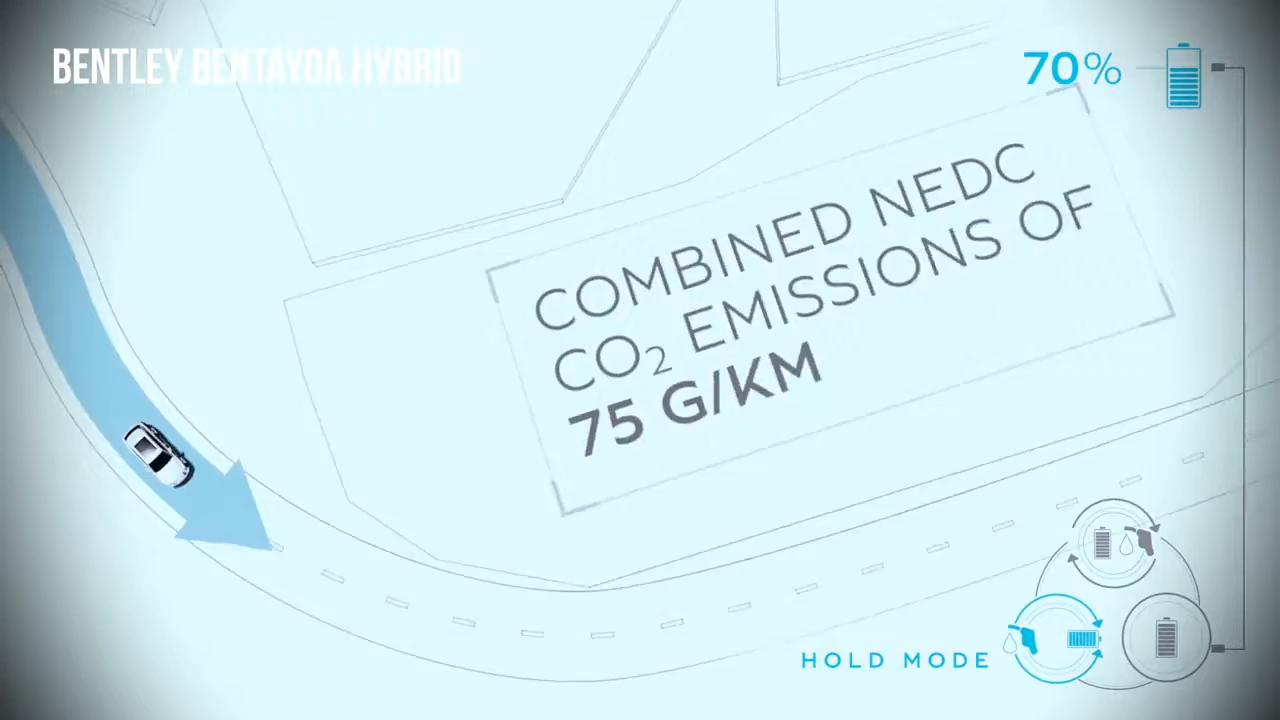 BENTLEY BENTAYGA HYBRID
70%
COMBINED NEDC
CO₂ EMISSIONS OF
75 G/KM
HOLD MODE